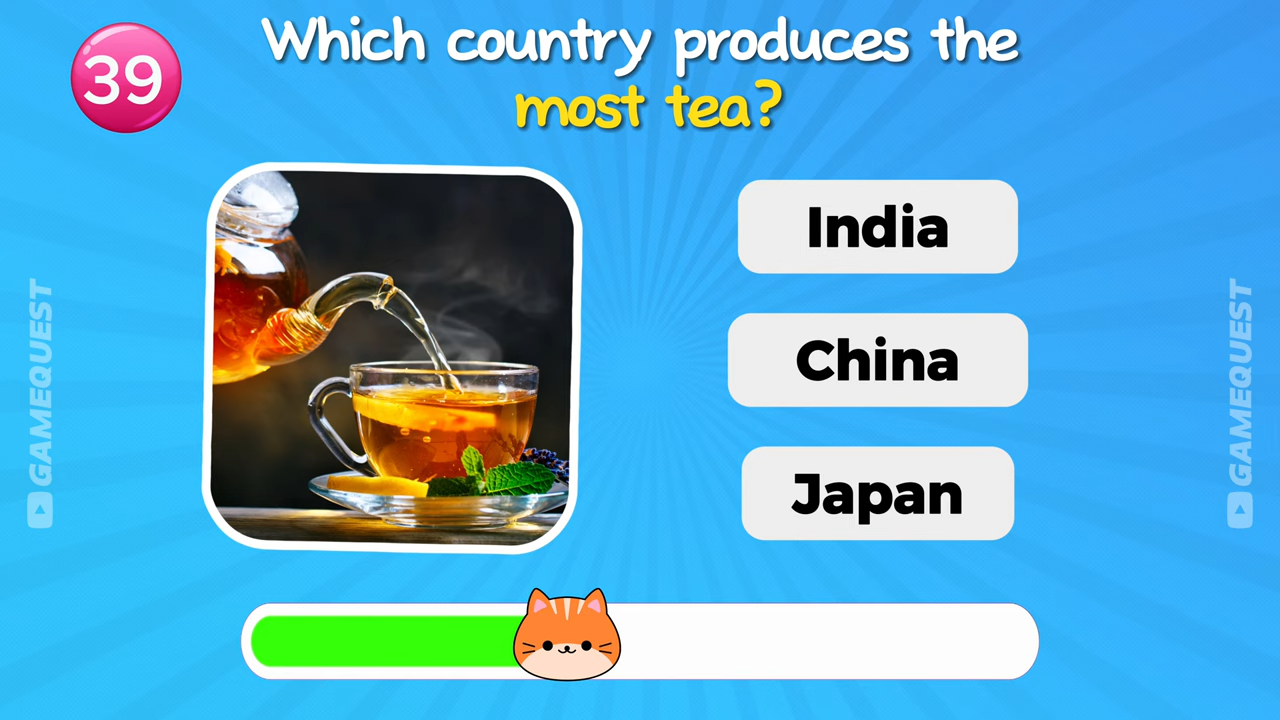 39
Which country produces the
most tea?
India
China
Japan
GAMEQUEST
GAMEQUEST